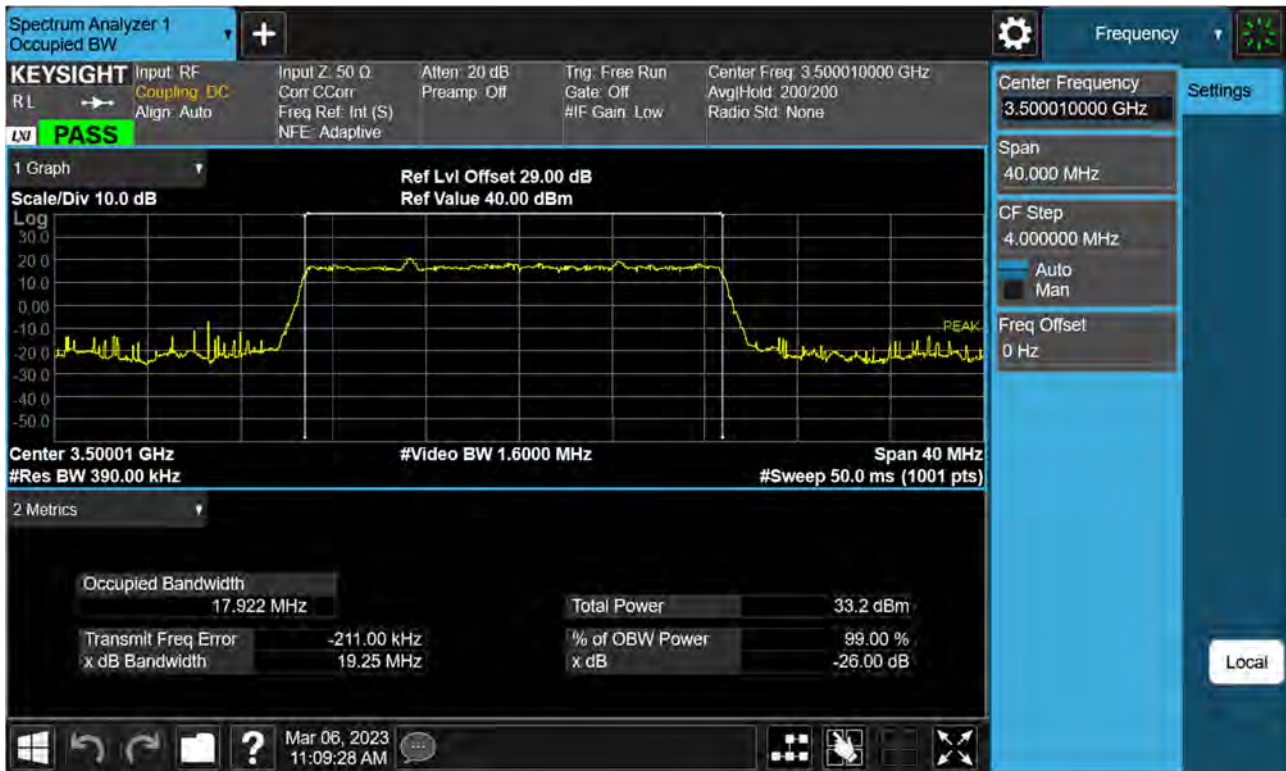 Spectrum Analyzer 1
Occupied BW
+
Frequency
KEYSIGHT
RL
LXI PASS
Input: RF
Coupling: DC
Align: Auto
Input Z: 50 Ω
Corr CCorr
Freq Ref: Int (S)
NFE: Adaptive
Atten: 20 dB
Preamp: Off
Trig: Free Run
Gate: Off
#IF Gain: Low
Center Freq: 3.500010000 GHz
Avg|Hold: 200/200
Radio Std: None
1 Graph
Scale/Div 10.0 dB
Ref Lvl Offset 29.00 dB
Ref Value 40.00 dBm
Log
30.0
20.0
10.0
0.00
-10.0
-20.0
-30.0
-40.0
-50.0
PEAK
Center 3.50001 GHz
#Video BW 1.6000 MHz
Span 40 MHz
#Res BW 390.00 kHz
#Sweep 50.0 ms (1001 pts)
2 Metrics
Occupied Bandwidth
17.922 MHz
Total Power 33.2 dBm
Transmit Freq Error -211.00 kHz
% of OBW Power 99.00 %
x dB Bandwidth 19.25 MHz
x dB -26.00 dB
Center Frequency
3.500010000 GHz
Settings
Span
40.000 MHz
CF Step
4.000000 MHz
Auto
Man
Freq Offset
0 Hz
Local
?
Mar 06, 2023
11:09:28 AM